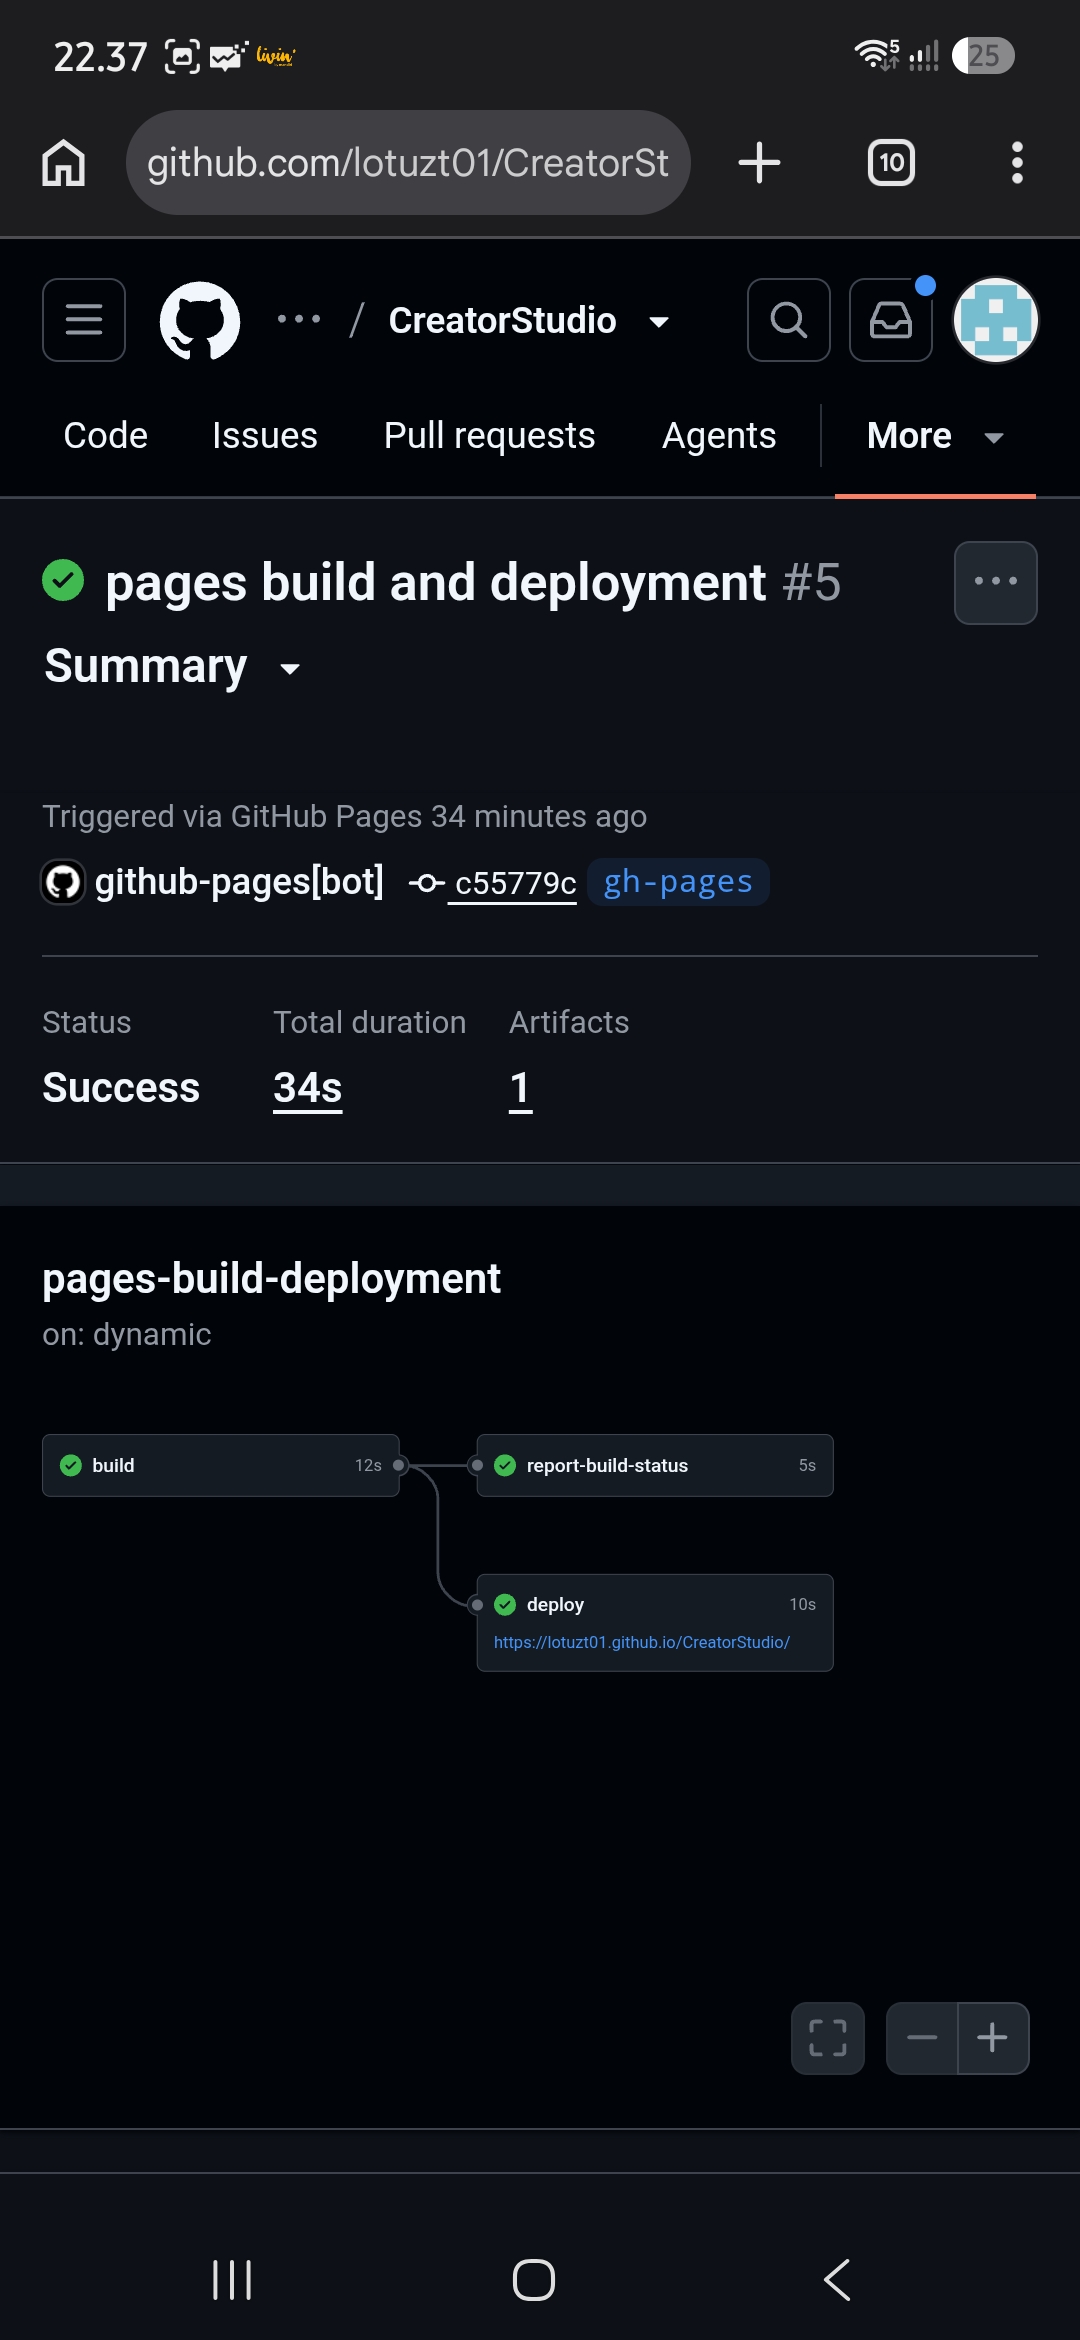 22.37 livin' 5 25
github.com/lotuzt01/CreatorSt 10
/ CreatorStudio
Code Issues Pull requests Agents More
pages build and deployment #5
Summary
Triggered via GitHub Pages 34 minutes ago
github-pages[bot] c55779c gh-pages
Status Total duration Artifacts
Success 34s 1
pages-build-deployment
on: dynamic
build 12s report-build-status 5s
deploy 10s
https://lotuzt01.github.io/CreatorStudio/